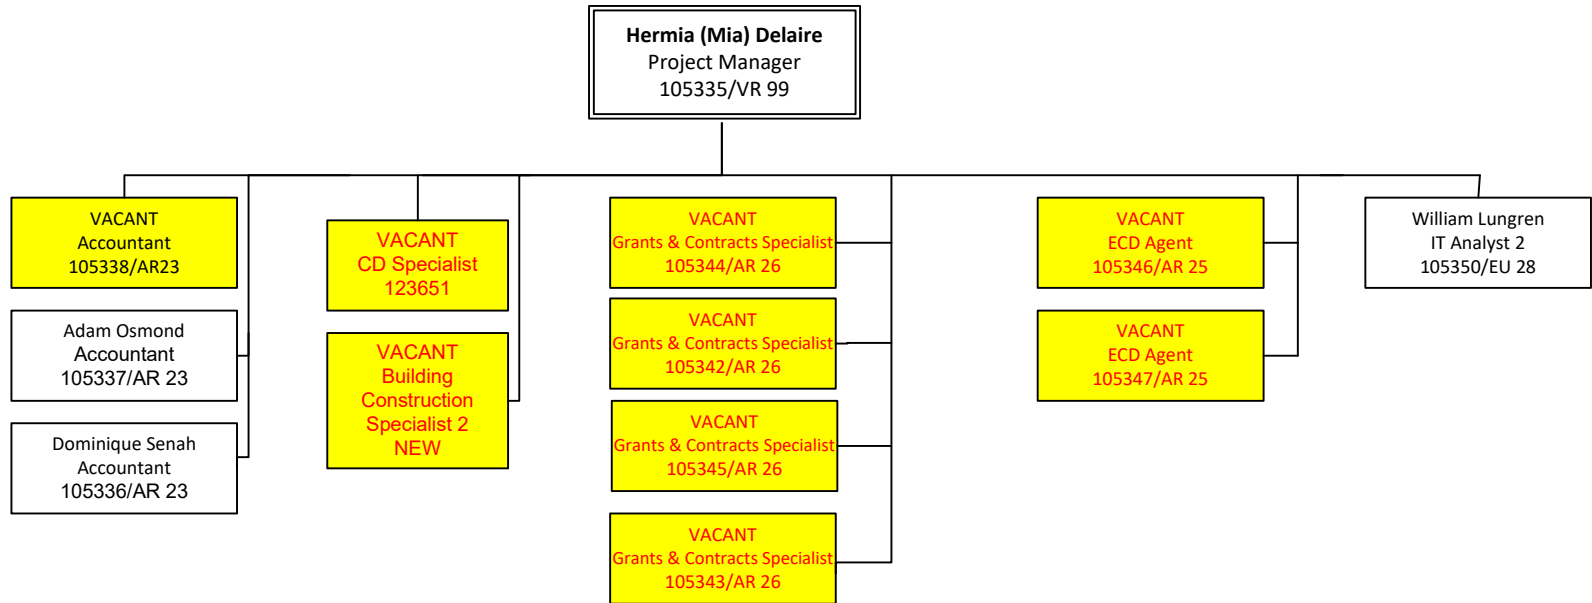 Hermia (Mia) Delaire
Project Manager
105335/VR 99
VACANT
Accountant
105338/AR23
Adam Osmond
Accountant
105337/AR 23
Dominique Senah
Accountant
105336/AR 23
VACANT
CD Specialist
123651
VACANT
Building
Construction
Specialist 2
NEW
VACANT
Grants & Contracts Specialist
105344/AR 26
VACANT
Grants & Contracts Specialist
105342/AR 26
VACANT
Grants & Contracts Specialist
105345/AR 26
VACANT
Grants & Contracts Specialist
105343/AR 26
VACANT
ECD Agent
105346/AR 25
VACANT
ECD Agent
105347/AR 25
William Lungren
IT Analyst 2
105350/EU 28